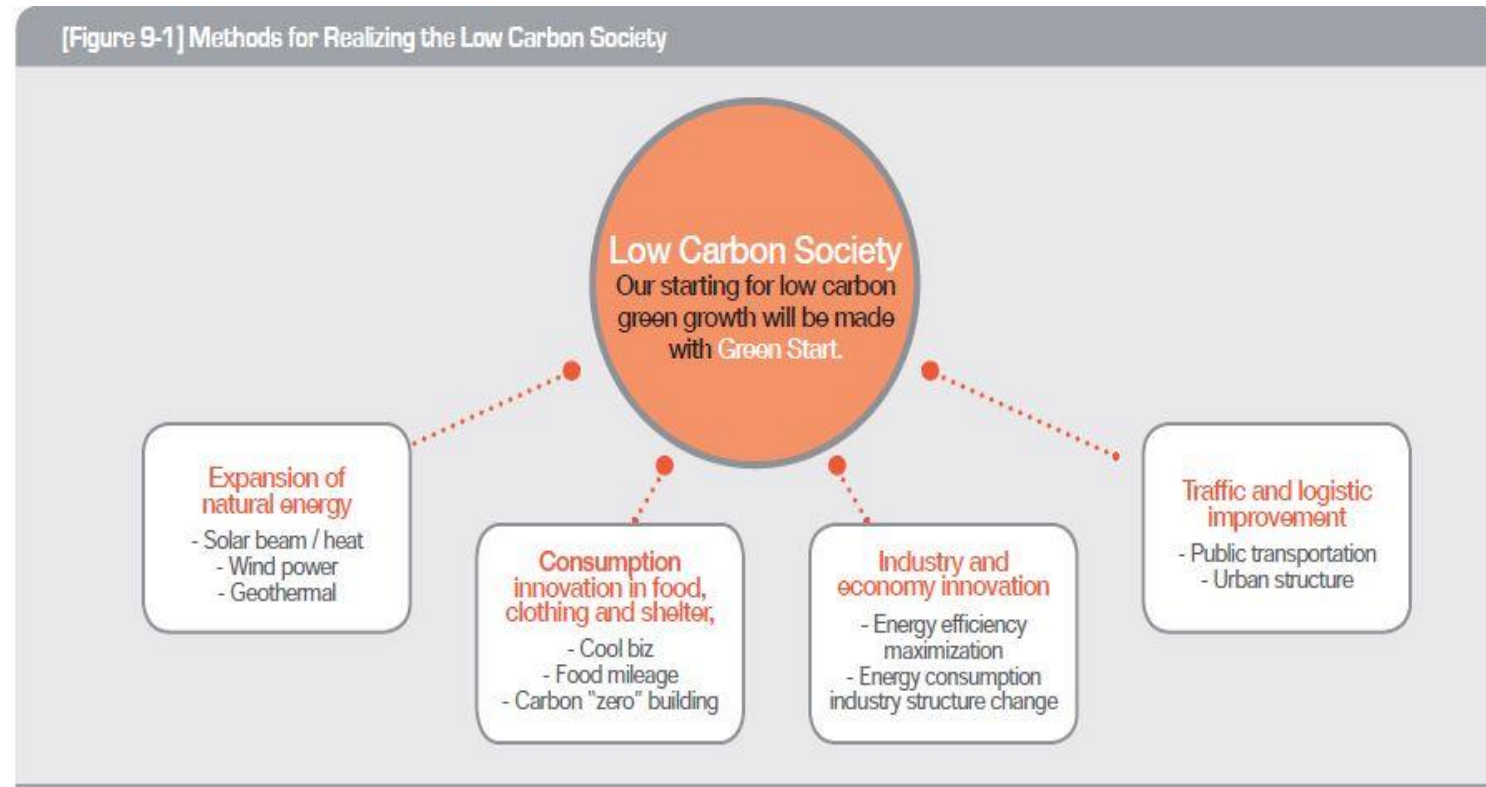 [Figure 9-1] Methods for Realizing the Low Carbon Society
Low Carbon Society
Our starting for low carbon
green growth will be made
with Green Start.
Expansion of
natural energy
- Solar beam / heat
- Wind power
- Geothermal
Consumption
innovation in food,
clothing and shelter,
- Cool biz
- Food mileage
- Carbon "zero" building
Industry and
economy innovation
- Energy efficiency
maximization
- Energy consumption
industry structure change
Traffic and logistic
improvement
- Public transportation
- Urban structure